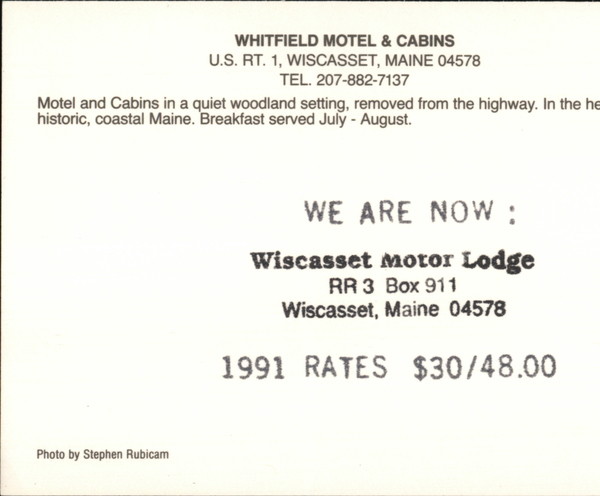 WHITFIELD MOTEL & CABINS
U.S. RT. 1, WISCASSET, MAINE 04578
TEL. 207-882-7137
Motel and Cabins in a quiet woodland setting, removed from the highway. In the
historic, coastal Maine. Breakfast served July - August.
WE ARE NOW :
Wiscasset Motor Lodge
RR 3 Box 911
Wiscasset, Maine 04578
1991 RATES $30/48.00
Photo by Stephen Rubicam